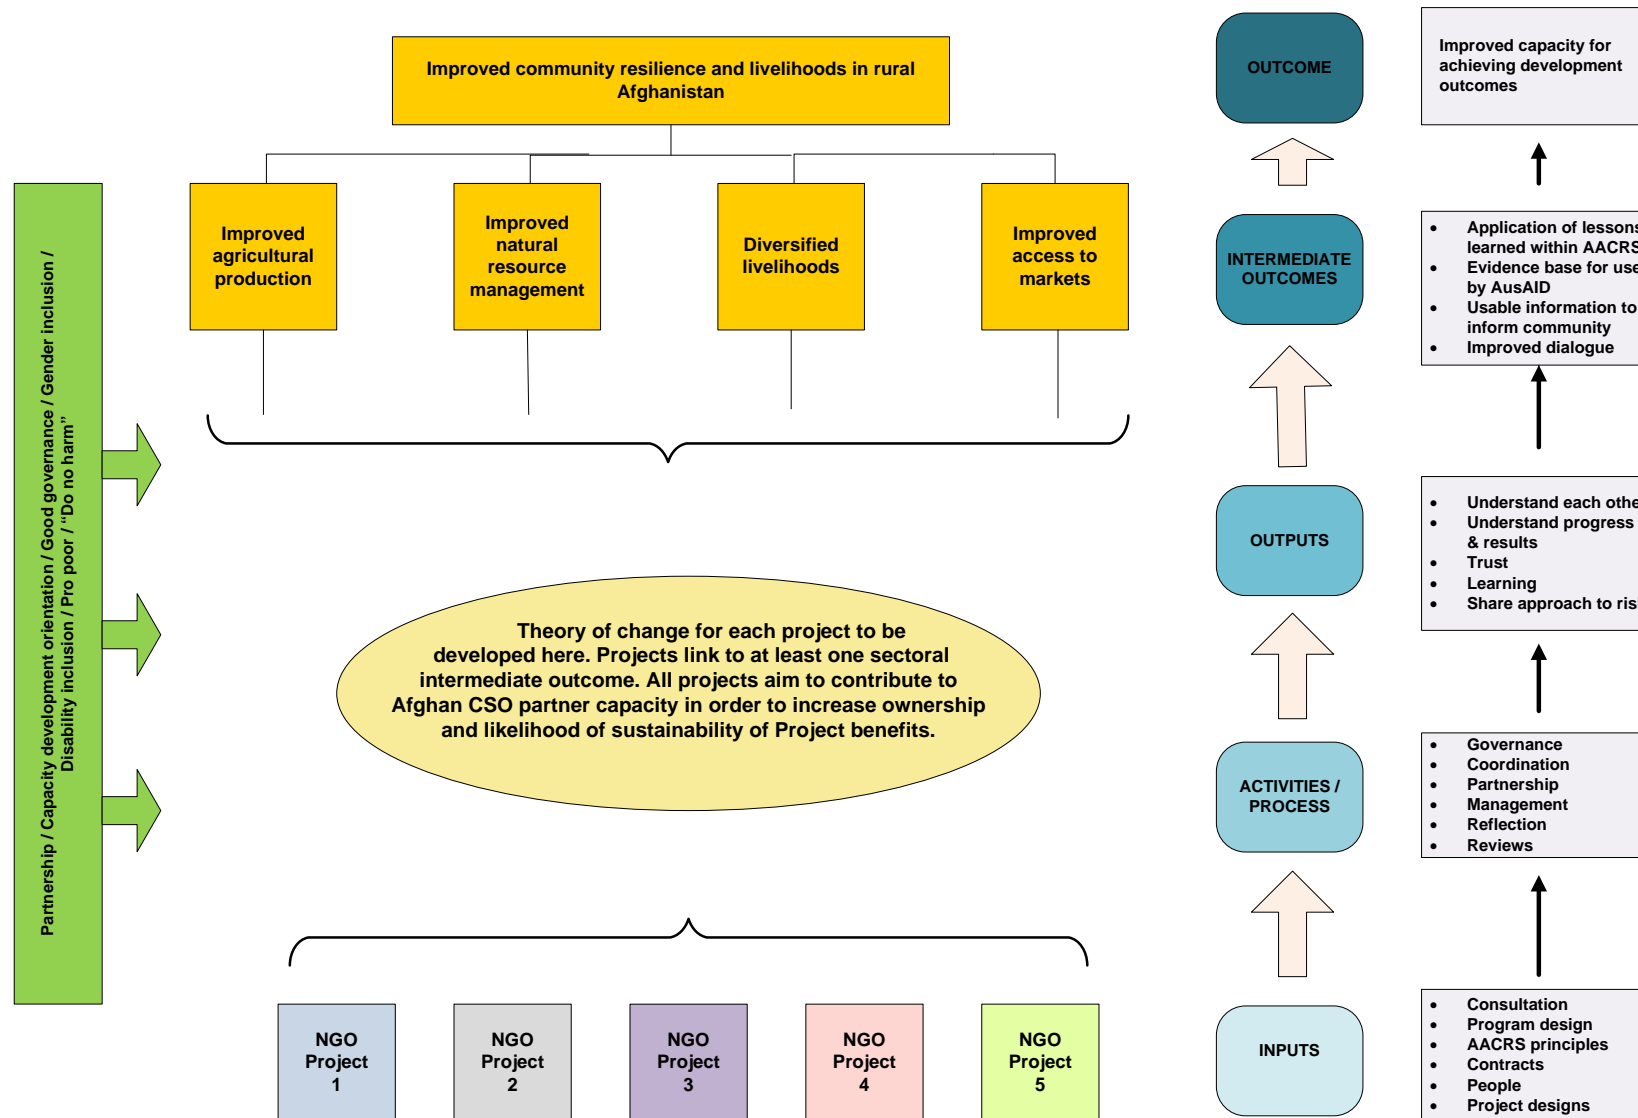 Improved community resilience and livelihoods in rural
Afghanistan
Improved
agricultural
production
Improved
natural
resource
management
Diversified
livelihoods
Improved
access to
markets
Partnership / Capacity development orientation / Good governance / Gender inclusion /
Disability inclusion / Pro poor / “Do no harm”
Theory of change for each project to be
developed here. Projects link to at least one sectoral
intermediate outcome. All projects aim to contribute to
Afghan CSO partner capacity in order to increase ownership
and likelihood of sustainability of Project benefits.
NGO
Project
1
NGO
Project
2
NGO
Project
3
NGO
Project
4
NGO
Project
5
OUTCOME
INTERMEDIATE
OUTCOMES
OUTPUTS
ACTIVITIES /
PROCESS
INPUTS
Improved capacity for
achieving development
outcomes
• Application of lessons
learned within AACRS
• Evidence base for use
by AusAID
• Usable information to
inform community
• Improved dialogue
• Understand each othe
• Understand progress
& results
• Trust
• Learning
• Share approach to ris
• Governance
• Coordination
• Partnership
• Management
• Reflection
• Reviews
• Consultation
• Program design
• AACRS principles
• Contracts
• People
• Project designs